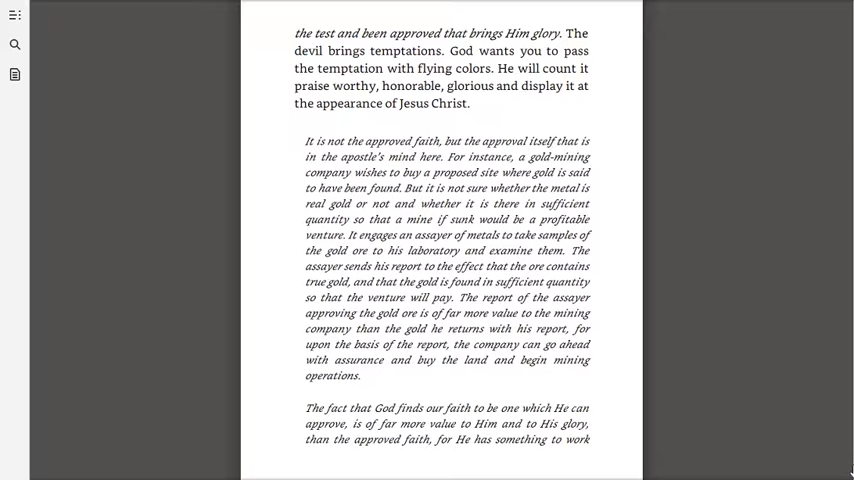 the test and been approved that brings Him glory. The
devil brings temptations. God wants you to pass
the temptation with flying colors. He will count it
praise worthy, honorable, glorious and display it at
the appearance of Jesus Christ.
It is not the approved faith, but the approval itself that is
in the apostle's mind here. For instance, a gold-mining
company wishes to buy a proposed site where gold is said
to have been found. But it is not sure whether the metal is
real gold or not and whether it is there in sufficient
quantity so that a mine if sunk would be a profitable
venture. It engages an assayer of metals to take samples of
the gold ore to his laboratory and examine them. The
assayer sends his report to the effect that the ore contains
true gold, and that the gold is found in sufficient quantity
so that the venture will pay. The report of the assayer
approving the gold ore is of far more value to the mining
company than the gold he returns with his report, for
upon the basis of the report, the company can go ahead
with assurance and buy the land and begin mining
operations.
The fact that God finds our faith to be one which He can
approve, is of far more value to Him and to His glory,
than the approved faith, for He has something to work